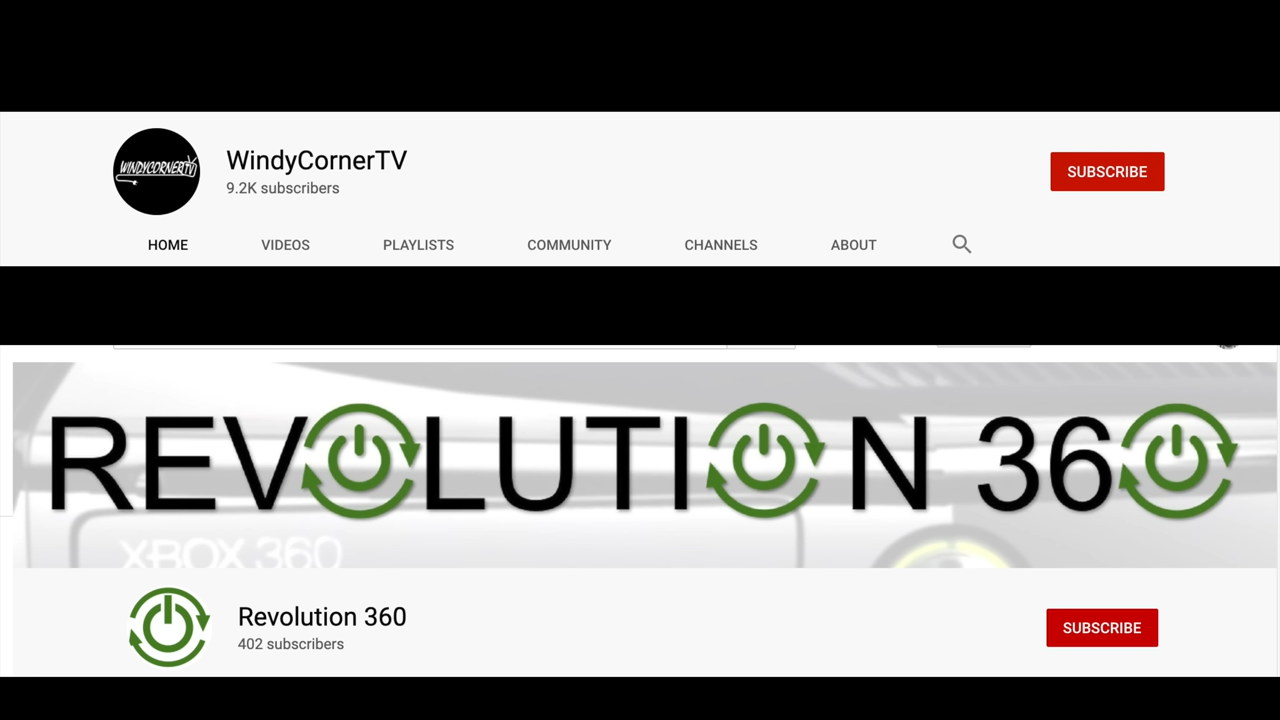 WINDYCORNERTV
WindyCornerTV
9.2K subscribers
SUBSCRIBE
HOME VIDEOS PLAYLISTS COMMUNITY CHANNELS ABOUT
REVOLUTION 360
XBOX 360
Revolution 360
402 subscribers
SUBSCRIBE